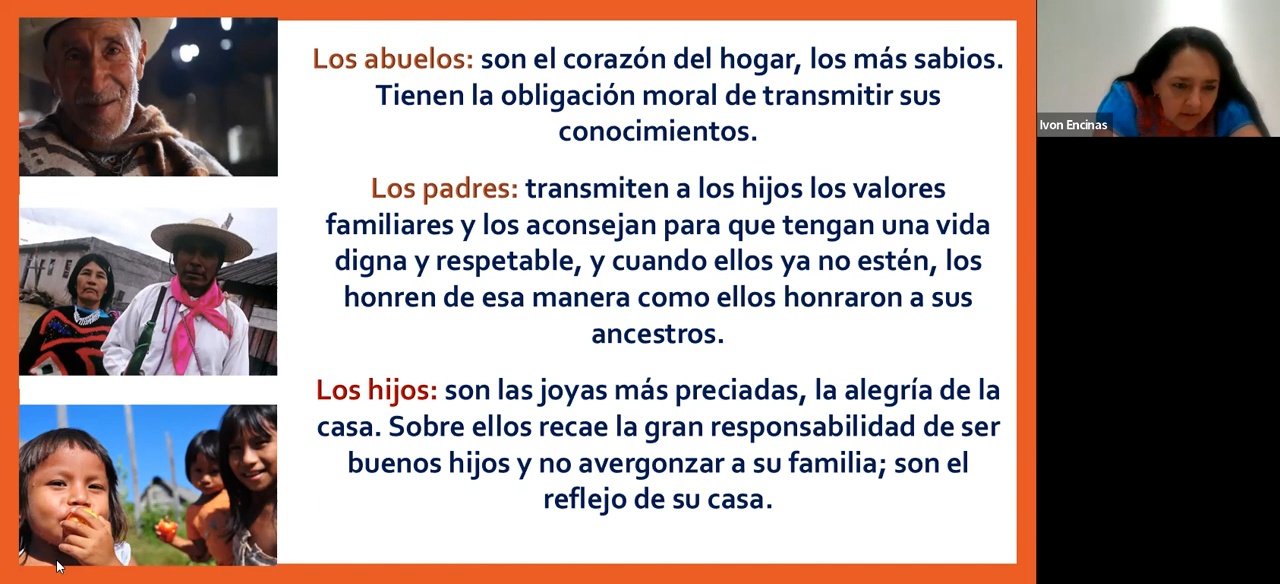 Los abuelos: son el corazón del hogar, los más sabios.
Tienen la obligación moral de transmitir sus
conocimientos.
Los padres: transmiten a los hijos los valores
familiares y los aconsejan para que tengan una vida
digna y respetable, y cuando ellos ya no estén, los
honren de esa manera como ellos honraron a sus
ancestros.
Los hijos: son las joyas más preciadas, la alegría de la
casa. Sobre ellos recae la gran responsabilidad de ser
buenos hijos y no avergonzar a su familia; son el
reflejo de su casa.
Ivon Encinas